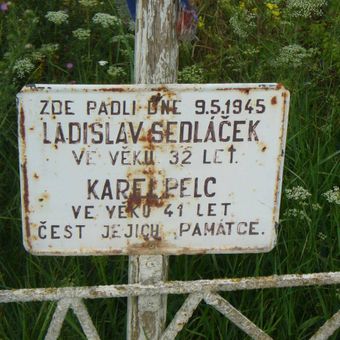 ZDE PADLI DNE 9.5.1945
LADISLAV SEDLÁČEK
VE VĚKU 32 LET.
KAREL PELC
VE VĚKU 41 LET.
ČEST JEJICH PAMÁTCE.